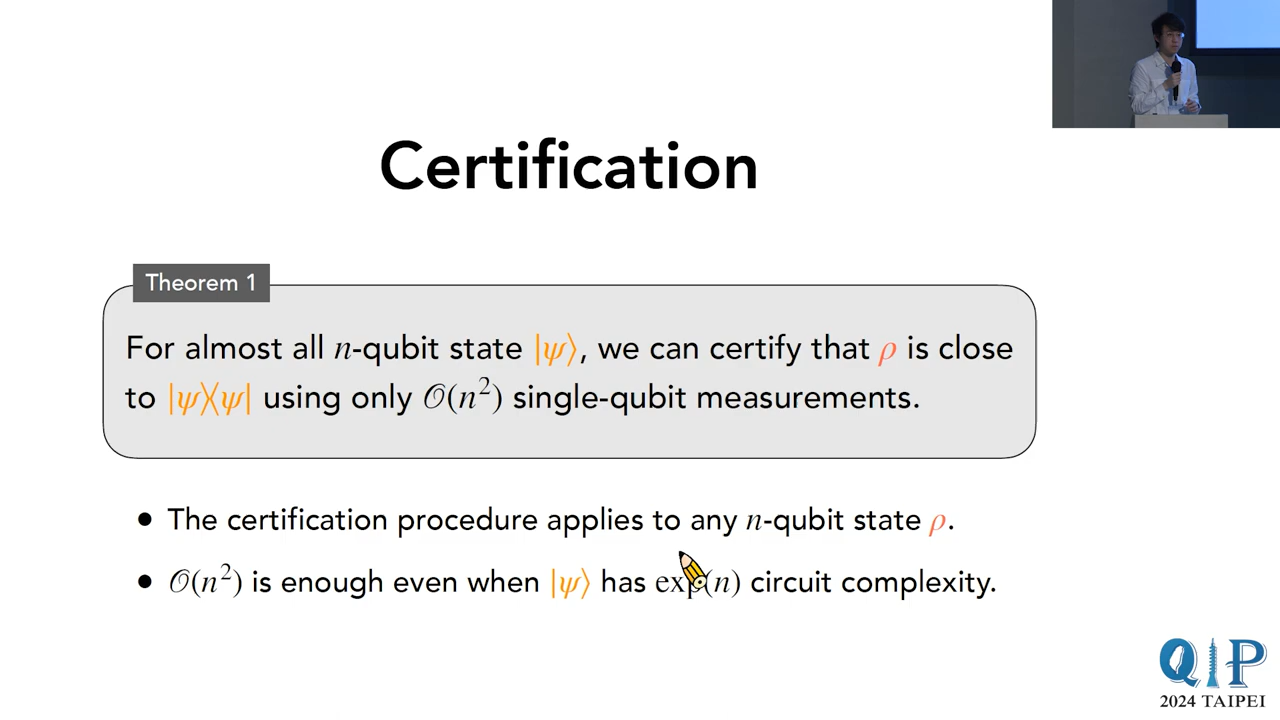 Certification
Theorem 1
For almost all n-qubit state |ψ⟩, we can certify that ρ is close
to |ψ⟩⟨ψ| using only 𝒪(n²) single-qubit measurements.
• The certification procedure applies to any n-qubit state ρ.
• 𝒪(n²) is enough even when |ψ⟩ has exp(n) circuit complexity.
QIP
2024 TAIPEI